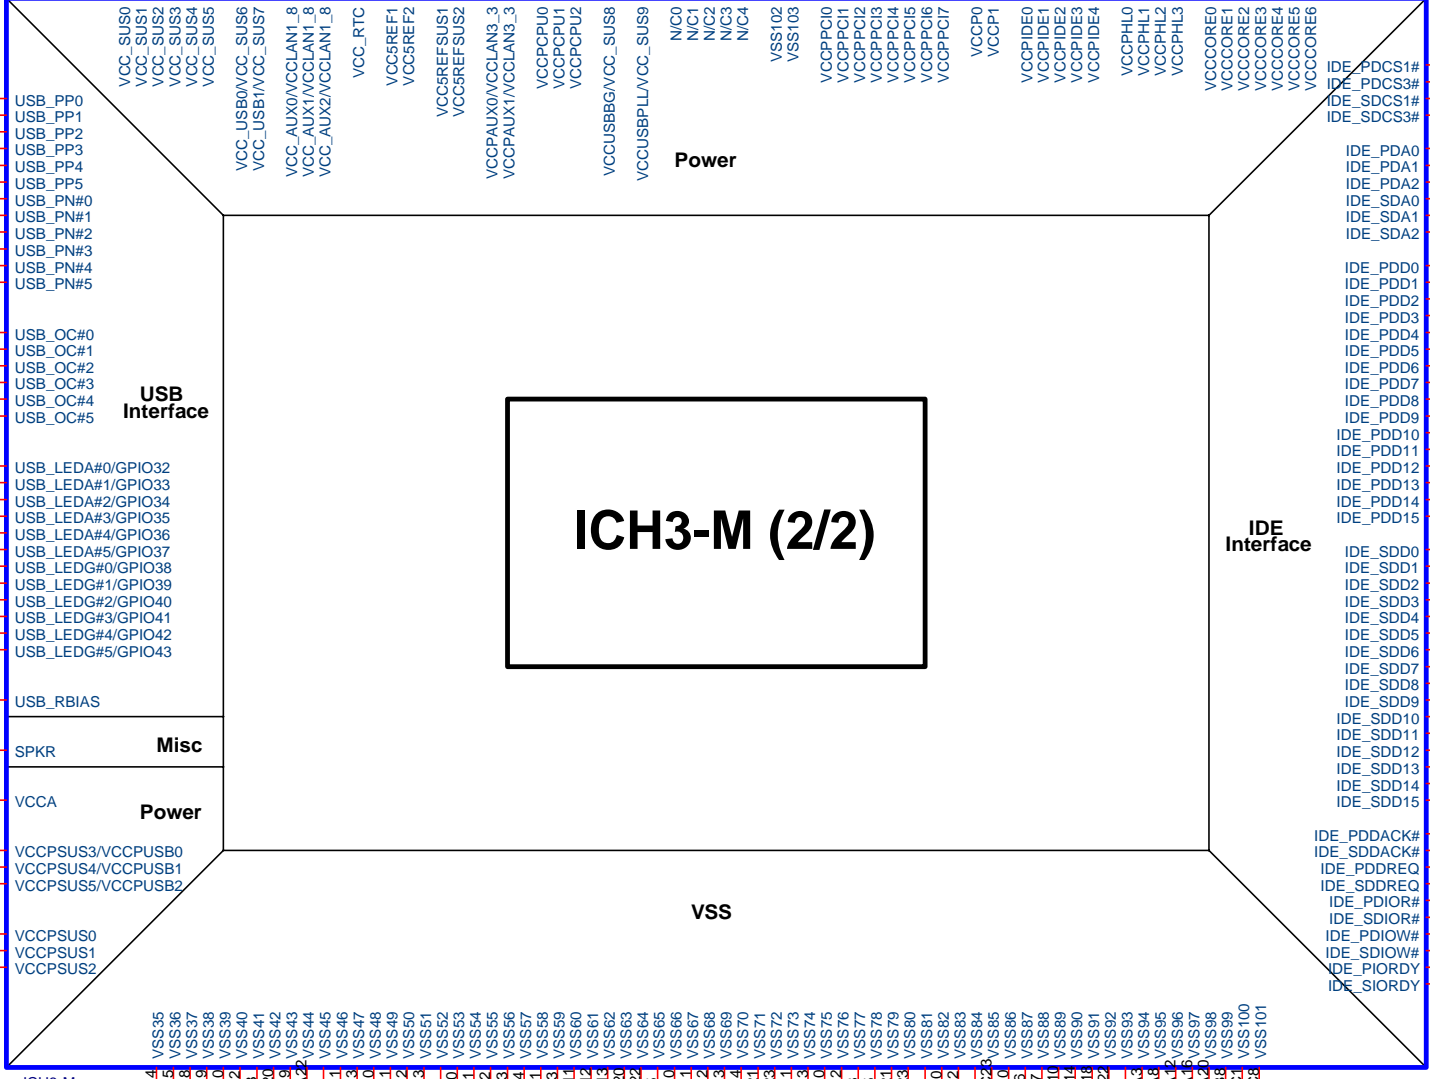 VCC_SUS0
VCC_SUS1
VCC_SUS2
VCC_SUS3
VCC_SUS4
VCC_SUS5
VCC_USB0/VCC_SUS6
VCC_USB1/VCC_SUS7
VCC_AUX0/VCCLAN1_8
VCC_AUX1/VCCLAN1_8
VCC_AUX2/VCCLAN1_8
VCC_RTC
VCC5REF1
VCC5REF2
VCC5REFSUS1
VCC5REFSUS2
VCCPAUX0/VCCLAN3_3
VCCPAUX1/VCCLAN3_3
VCCPCPU0
VCCPCPU1
VCCPCPU2
VCCUSBBG/VCC_SUS8
VCCUSBPLL/VCC_SUS9
N/C0
N/C1
N/C2
N/C3
N/C4
VSS102
VSS103
VCCPPCI0
VCCPPCI1
VCCPPCI2
VCCPPCI3
VCCPPCI4
VCCPPCI5
VCCPPCI6
VCCPPCI7
VCCP0
VCCP1
VCCPIDE0
VCCPIDE1
VCCPIDE2
VCCPIDE3
VCCPIDE4
VCCPHL0
VCCPHL1
VCCPHL2
VCCPHL3
VCCCORE0
VCCCORE1
VCCCORE2
VCCCORE3
VCCCORE4
VCCCORE5
VCCCORE6
Power
USB_PP0
USB_PP1
USB_PP2
USB_PP3
USB_PP4
USB_PP5
USB_PN#0
USB_PN#1
USB_PN#2
USB_PN#3
USB_PN#4
USB_PN#5
USB_OC#0
USB_OC#1
USB_OC#2
USB_OC#3
USB_OC#4
USB_OC#5
USB
Interface
USB_LEDA#0/GPIO32
USB_LEDA#1/GPIO33
USB_LEDA#2/GPIO34
USB_LEDA#3/GPIO35
USB_LEDA#4/GPIO36
USB_LEDA#5/GPIO37
USB_LEDG#0/GPIO38
USB_LEDG#1/GPIO39
USB_LEDG#2/GPIO40
USB_LEDG#3/GPIO41
USB_LEDG#4/GPIO42
USB_LEDG#5/GPIO43
USB_RBIAS
Misc
SPKR
VCCA
Power
VCCPSUS3/VCCPUSB0
VCCPSUS4/VCCPUSB1
VCCPSUS5/VCCPUSB2
VCCPSUS0
VCCPSUS1
VCCPSUS2
ICH3-M (2/2)
IDE
Interface
IDE_PDCS1#
IDE_PDCS3#
IDE_SDCS1#
IDE_SDCS3#
IDE_PDA0
IDE_PDA1
IDE_PDA2
IDE_SDA0
IDE_SDA1
IDE_SDA2
IDE_PDD0
IDE_PDD1
IDE_PDD2
IDE_PDD3
IDE_PDD4
IDE_PDD5
IDE_PDD6
IDE_PDD7
IDE_PDD8
IDE_PDD9
IDE_PDD10
IDE_PDD11
IDE_PDD12
IDE_PDD13
IDE_PDD14
IDE_PDD15
IDE_SDD0
IDE_SDD1
IDE_SDD2
IDE_SDD3
IDE_SDD4
IDE_SDD5
IDE_SDD6
IDE_SDD7
IDE_SDD8
IDE_SDD9
IDE_SDD10
IDE_SDD11
IDE_SDD12
IDE_SDD13
IDE_SDD14
IDE_SDD15
IDE_PDDACK#
IDE_SDDACK#
IDE_PDDREQ
IDE_SDDREQ
IDE_PDIOR#
IDE_SDIOR#
IDE_PDIOW#
IDE_SDIOW#
IDE_PIORDY
IDE_SIORDY
VSS
VSS35
VSS36
VSS37
VSS38
VSS39
VSS40
VSS41
VSS42
VSS43
VSS44
VSS45
VSS46
VSS47
VSS48
VSS49
VSS50
VSS51
VSS52
VSS53
VSS54
VSS55
VSS56
VSS57
VSS58
VSS59
VSS60
VSS61
VSS62
VSS63
VSS64
VSS65
VSS66
VSS67
VSS68
VSS69
VSS70
VSS71
VSS72
VSS73
VSS74
VSS75
VSS76
VSS77
VSS78
VSS79
VSS80
VSS81
VSS82
VSS83
VSS84
VSS85
VSS86
VSS87
VSS88
VSS89
VSS90
VSS91
VSS92
VSS93
VSS94
VSS95
VSS96
VSS97
VSS98
VSS99
VSS100
VSS101